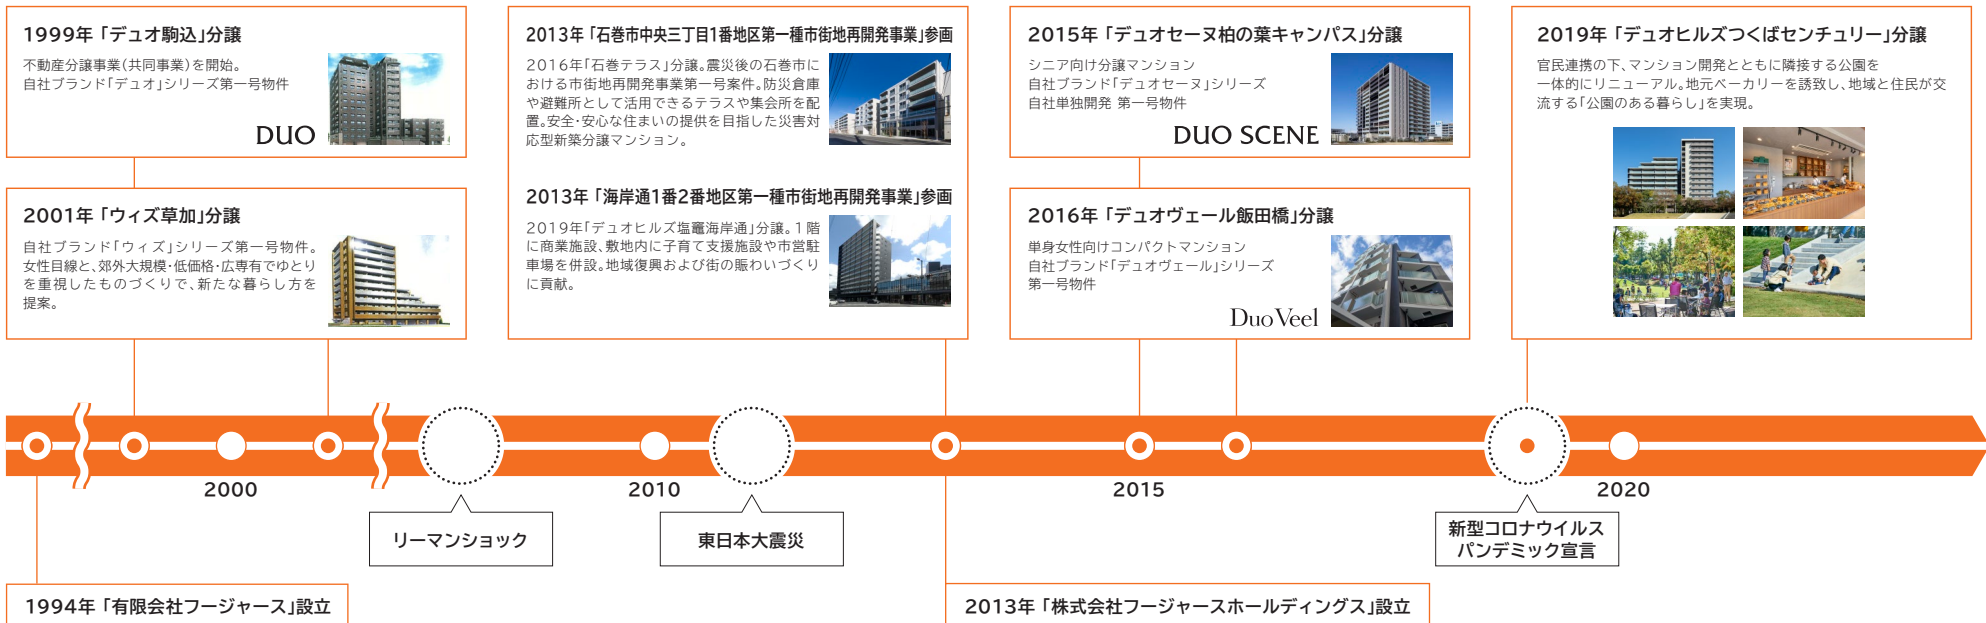 1999年「デュオ駒込」分譲
不動産分譲事業(共同事業)を開始。
自社ブランド「デュオ」シリーズ第一号物件
DUO
2001年「ウィズ草加」分譲
自社ブランド「ウィズ」シリーズ第一号物件。
女性目線と、郊外大規模・低価格・広専有でゆとり
を重視したものづくりで、新たな暮らし方を
提案。
2013年「石巻市中央三丁目1番地区第一種市街地再開発事業」参画
2016年「石巻テラス」分譲。震災後の石巻市に
おける市街地再開発事業第一号案件。防災倉庫
や避難所として活用できるテラスや集会所を配
置。安全・安心な住まいの提供を目指した災害対
応型新築分譲マンション。
2013年「海岸通1番2番地区第一種市街地再開発事業」参画
2019年「デュオヒルズ塩竈海岸通」分譲。1階
に商業施設、敷地内に子育て支援施設や市営駐
車場を併設。地域復興および街の賑わいづくり
に貢献。
2015年「デュオセーヌ柏の葉キャンパス」分譲
シニア向け分譲マンション
自社ブランド「デュオセーヌ」シリーズ
自社単独開発 第一号物件
DUO SCENE
2016年「デュオヴェール飯田橋」分譲
単身女性向けコンパクトマンション
自社ブランド「デュオヴェール」シリーズ
第一号物件
DuoVeel
2019年「デュオヒルズつくばセンチュリー」分譲
官民連携の下、マンション開発とともに隣接する公園を
一体的にリニューアル。地元ベーカリーを誘致し、地域と住民が交
流する「公園のある暮らし」を実現。
2000
2010
2015
2020
リーマンショック
東日本大震災
新型コロナウイルス
パンデミック宣言
1994年「有限会社フージャース」設立
2013年「株式会社フージャースホールディングス」設立